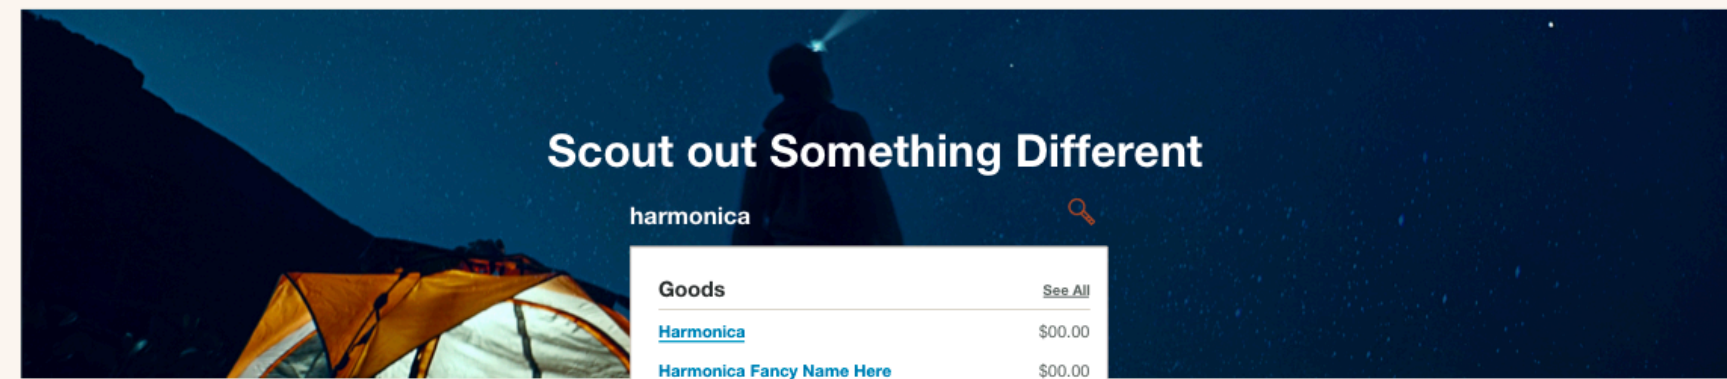 Scout out Something Different
harmonica
Goods See All
Harmonica $00.00
Harmonica Fancy Name Here $00.00